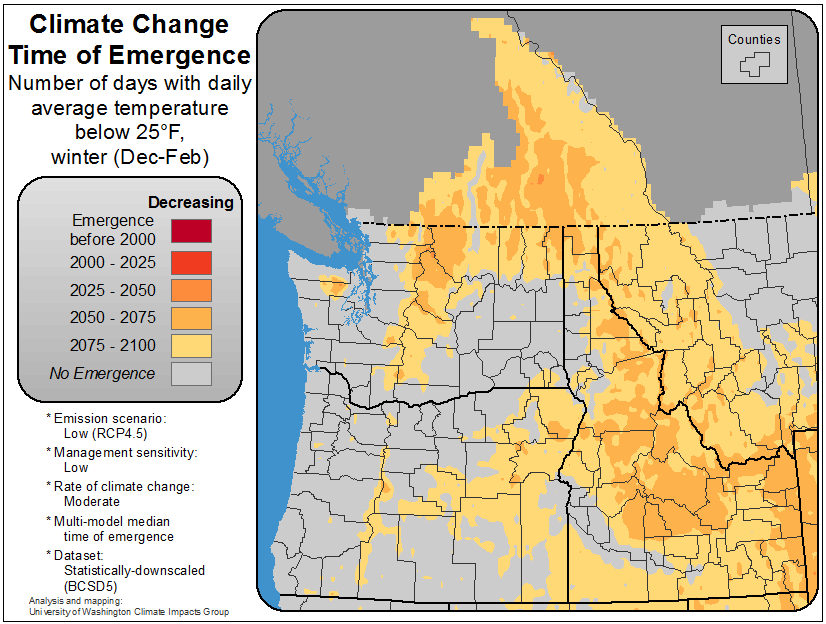 Climate Change
Time of Emergence
Number of days with daily
average temperature
below 25°F,
winter (Dec-Feb)
Decreasing
Emergence
before 2000
2000 - 2025
2025 - 2050
2050 - 2075
2075 - 2100
No Emergence
* Emission scenario:
Low (RCP4.5)
* Management sensitivity:
Low
* Rate of climate change:
Moderate
* Multi-model median
time of emergence
* Dataset:
Statistically-downscaled
(BCSD5)
Analysis and mapping:
University of Washington Climate Impacts Group
Counties